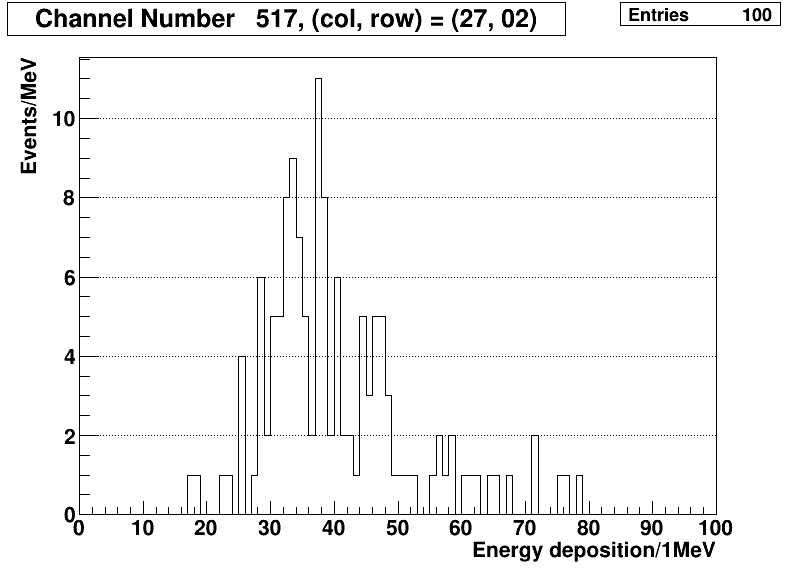 Channel Number 517, (col, row) = (27, 02)
Entries 100
Events/MeV
10
8
6
4
2
0
0 10 20 30 40 50 60 70 80 90 100
Energy deposition/1MeV